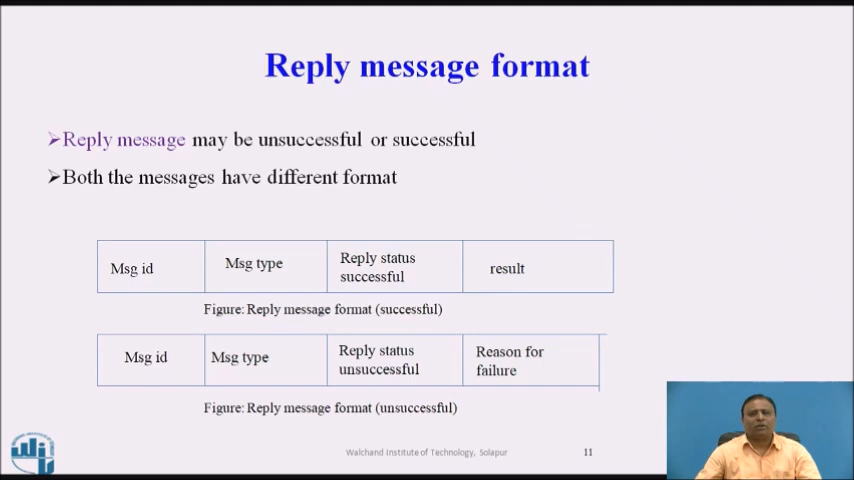 Reply message format
➢Reply message may be unsuccessful or successful
➢Both the messages have different format
Msg id
Msg type
Reply status
successful
result
Figure: Reply message format (successful)
Msg id
Msg type
Reply status
unsuccessful
Reason for
failure
Figure: Reply message format (unsuccessful)
Walchand Institute of Technology, Solapur
11